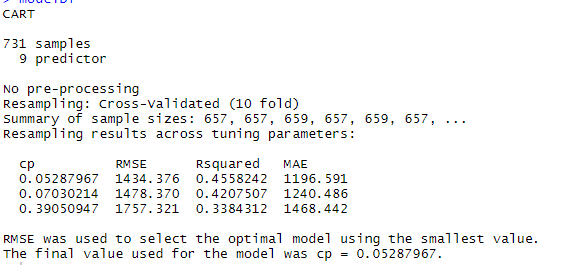 CART
731 samples
9 predictor
No pre-processing
Resampling: Cross-Validated (10 fold)
Summary of sample sizes: 657, 657, 659, 657, 659, 657, ...
Resampling results across tuning parameters:
cp RMSE Rsquared MAE
0.05287967 1434.376 0.4558242 1196.591
0.07030214 1478.370 0.4207507 1240.486
0.39050947 1757.321 0.3384312 1468.442
RMSE was used to select the optimal model using the smallest value.
The final value used for the model was cp = 0.05287967.